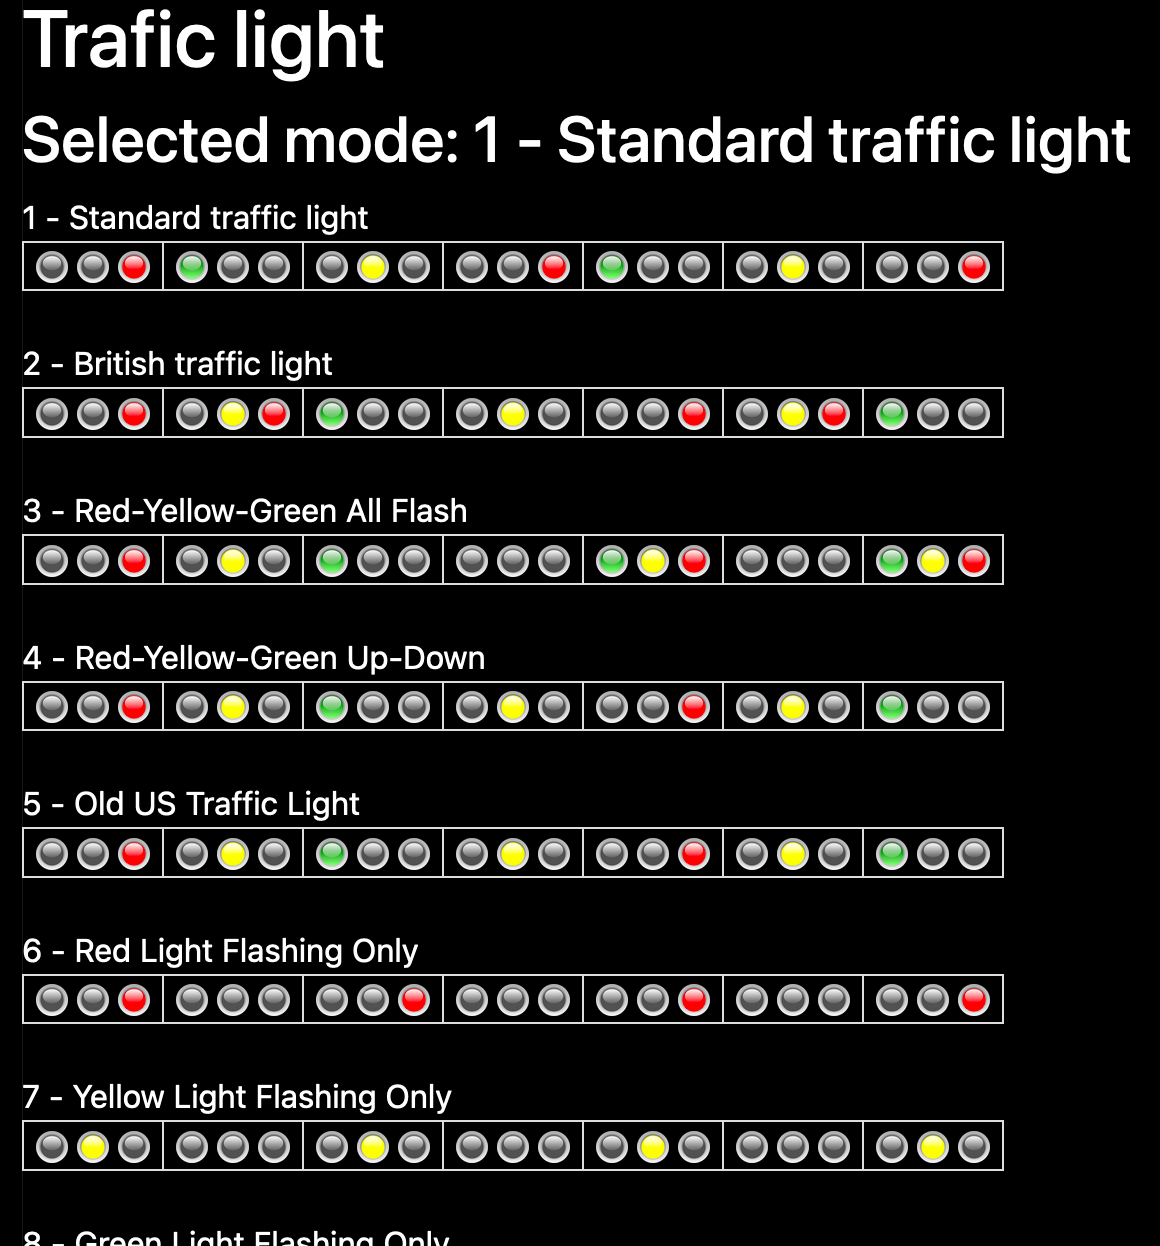 Trafic light
Selected mode: 1 - Standard traffic light
1 - Standard traffic light
2 - British traffic light
3 - Red-Yellow-Green All Flash
4 - Red-Yellow-Green Up-Down
5 - Old US Traffic Light
6 - Red Light Flashing Only
7 - Yellow Light Flashing Only
8 - Green Light Flashing Only